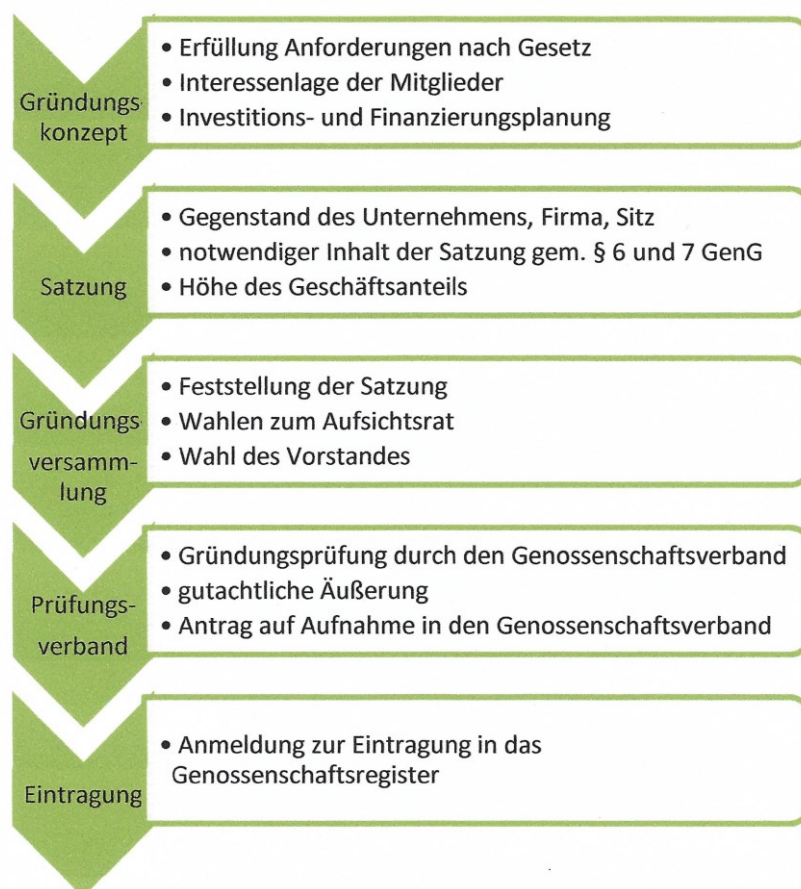 Gründungs-
konzept
• Erfüllung Anforderungen nach Gesetz
• Interessenlage der Mitglieder
• Investitions- und Finanzierungsplanung
Satzung
• Gegenstand des Unternehmens, Firma, Sitz
• notwendiger Inhalt der Satzung gem. § 6 und 7 GenG
• Höhe des Geschäftsanteils
Gründungs-
versamm-
lung
• Feststellung der Satzung
• Wahlen zum Aufsichtsrat
• Wahl des Vorstandes
Prüfungs-
verband
• Gründungsprüfung durch den Genossenschaftsverband
• gutachtliche Äußerung
• Antrag auf Aufnahme in den Genossenschaftsverband
Eintragung
• Anmeldung zur Eintragung in das
Genossenschaftsregister